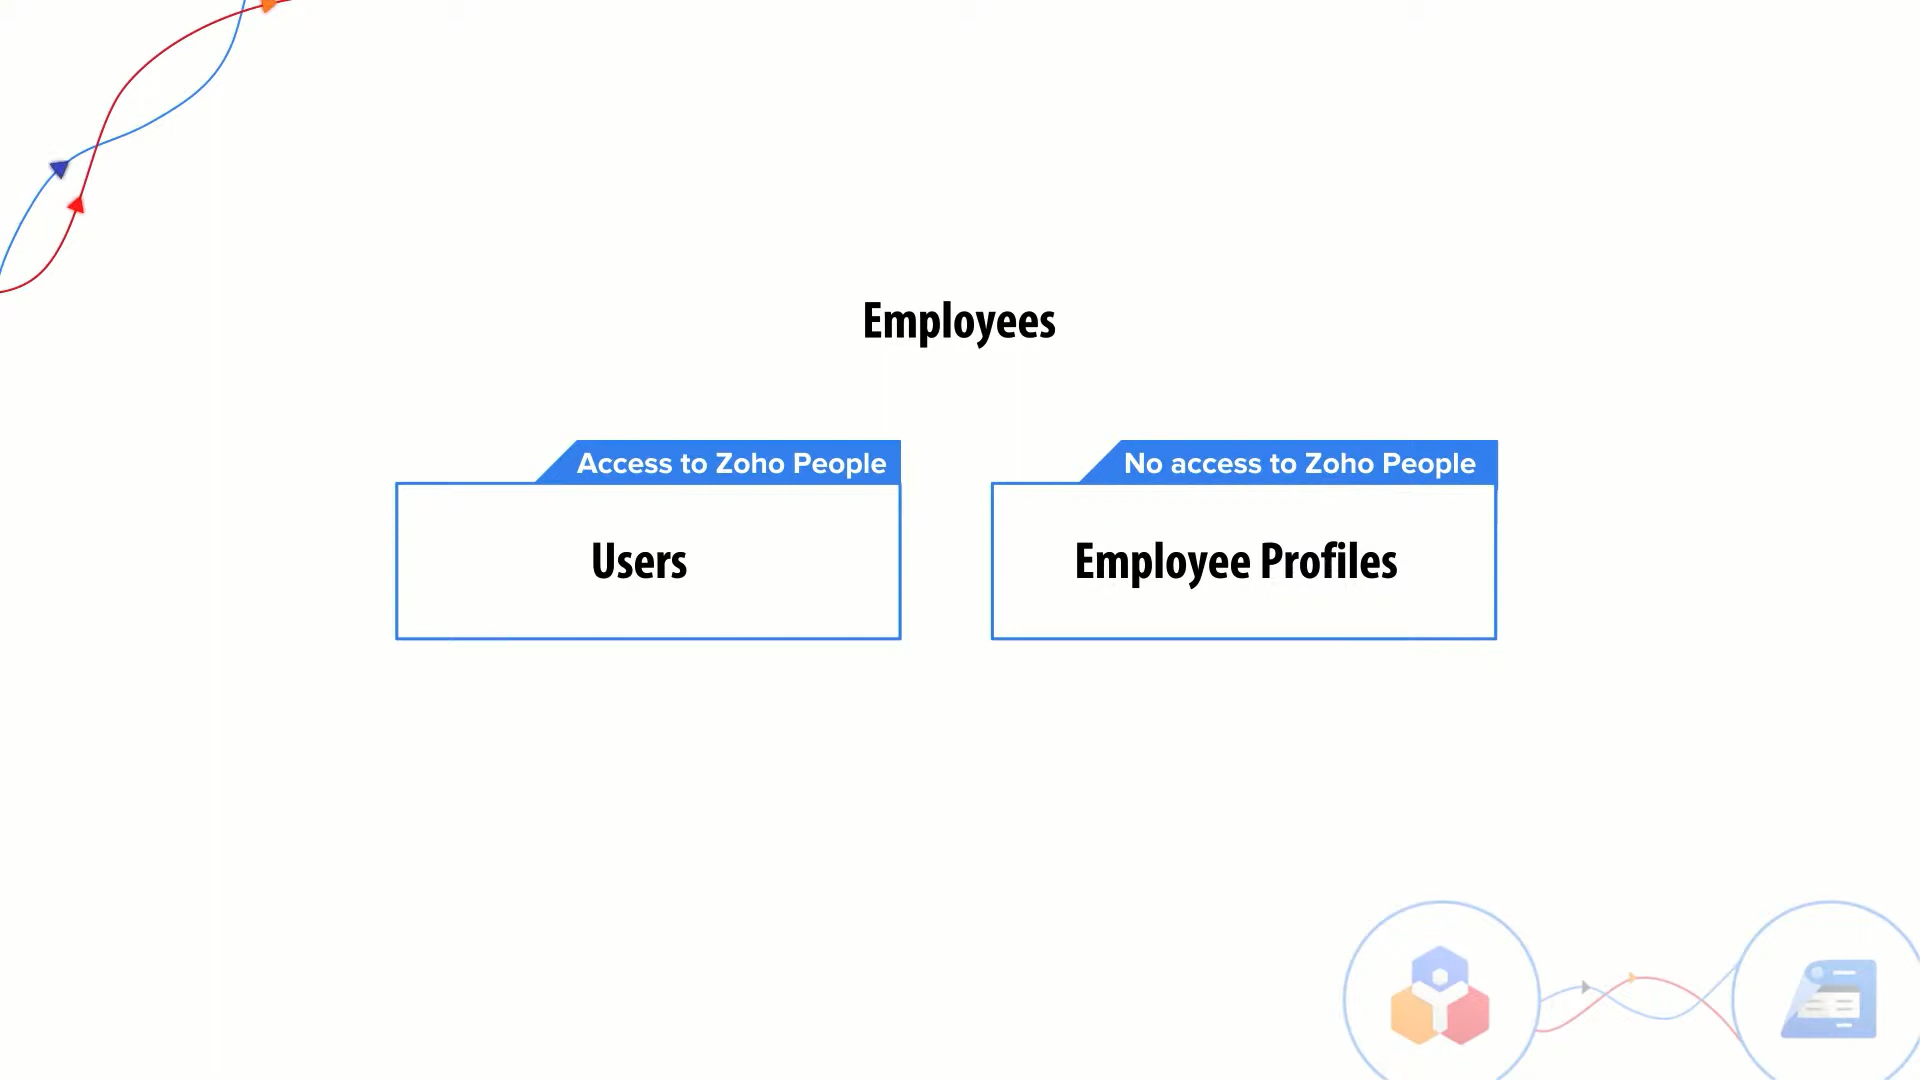 Employees
Access to Zoho People
Users
No access to Zoho People
Employee Profiles